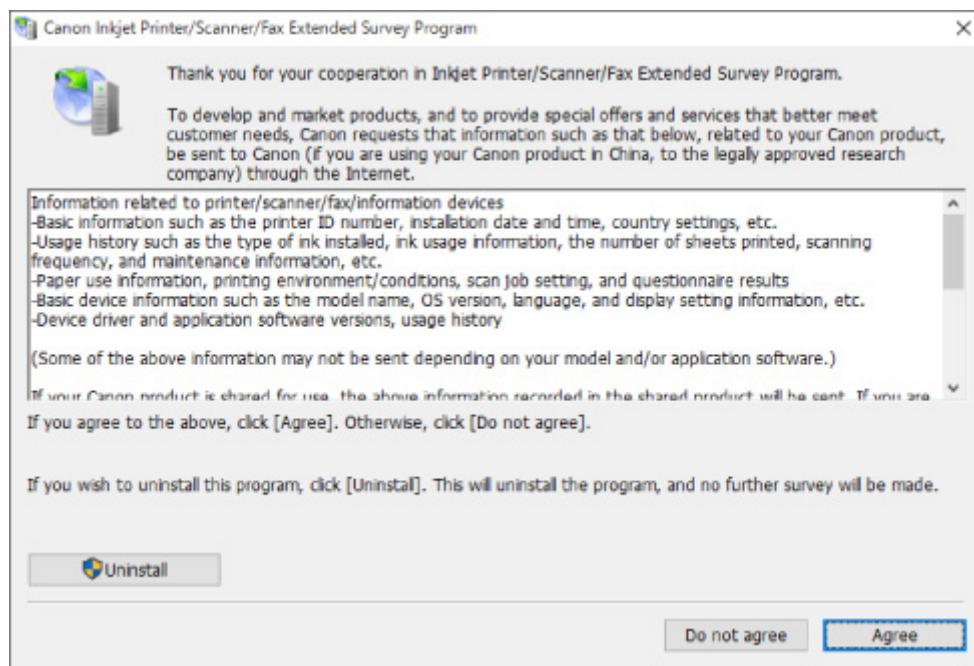 Canon Inkjet Printer/Scanner/Fax Extended Survey Program
Thank you for your cooperation in Inkjet Printer/Scanner/Fax Extended Survey Program.
To develop and market products, and to provide special offers and services that better meet
customer needs, Canon requests that information such as that below, related to your Canon product,
be sent to Canon (if you are using your Canon product in China, to the legally approved research
company) through the Internet.
Information related to printer/scanner/fax/information devices
-Basic information such as the printer ID number, installation date and time, country settings, etc.
-Usage history such as the type of ink installed, ink usage information, the number of sheets printed, scanning
frequency, and maintenance information, etc.
-Paper use information, printing environment/conditions, scan job setting, and questionnaire results
-Basic device information such as the model name, OS version, language, and display setting information, etc.
-Device driver and application software versions, usage history
(Some of the above information may not be sent depending on your model and/or application software.)
If your Canon product is shared for use, the above information recorded in the shared product will be sent. If you are
If you agree to the above, click [Agree]. Otherwise, click [Do not agree].
If you wish to uninstall this program, click [Uninstall]. This will uninstall the program, and no further survey will be made.
Uninstall
Do not agree
Agree